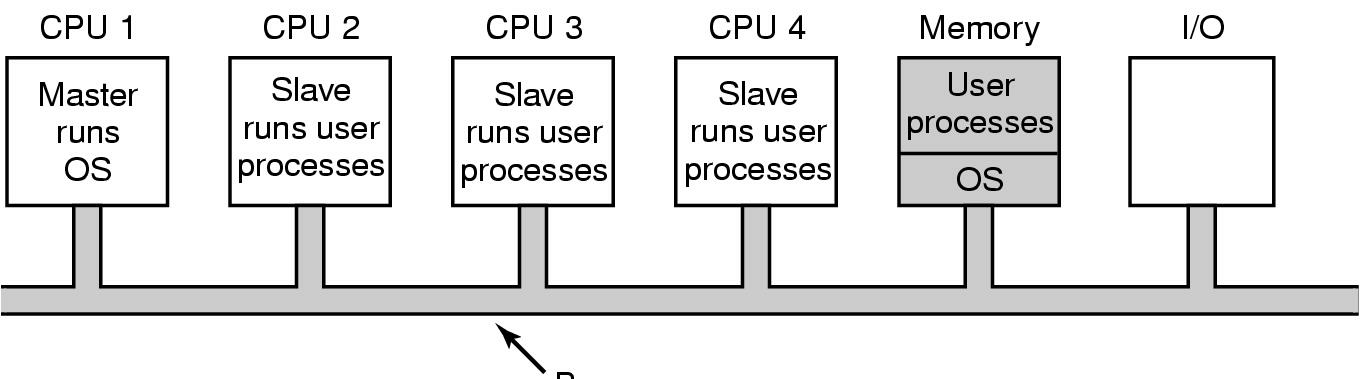 CPU 1
CPU 2
CPU 3
CPU 4
Memory
I/O
Master
runs
OS
Slave
runs user
processes
Slave
runs user
processes
Slave
runs user
processes
User
processes
OS